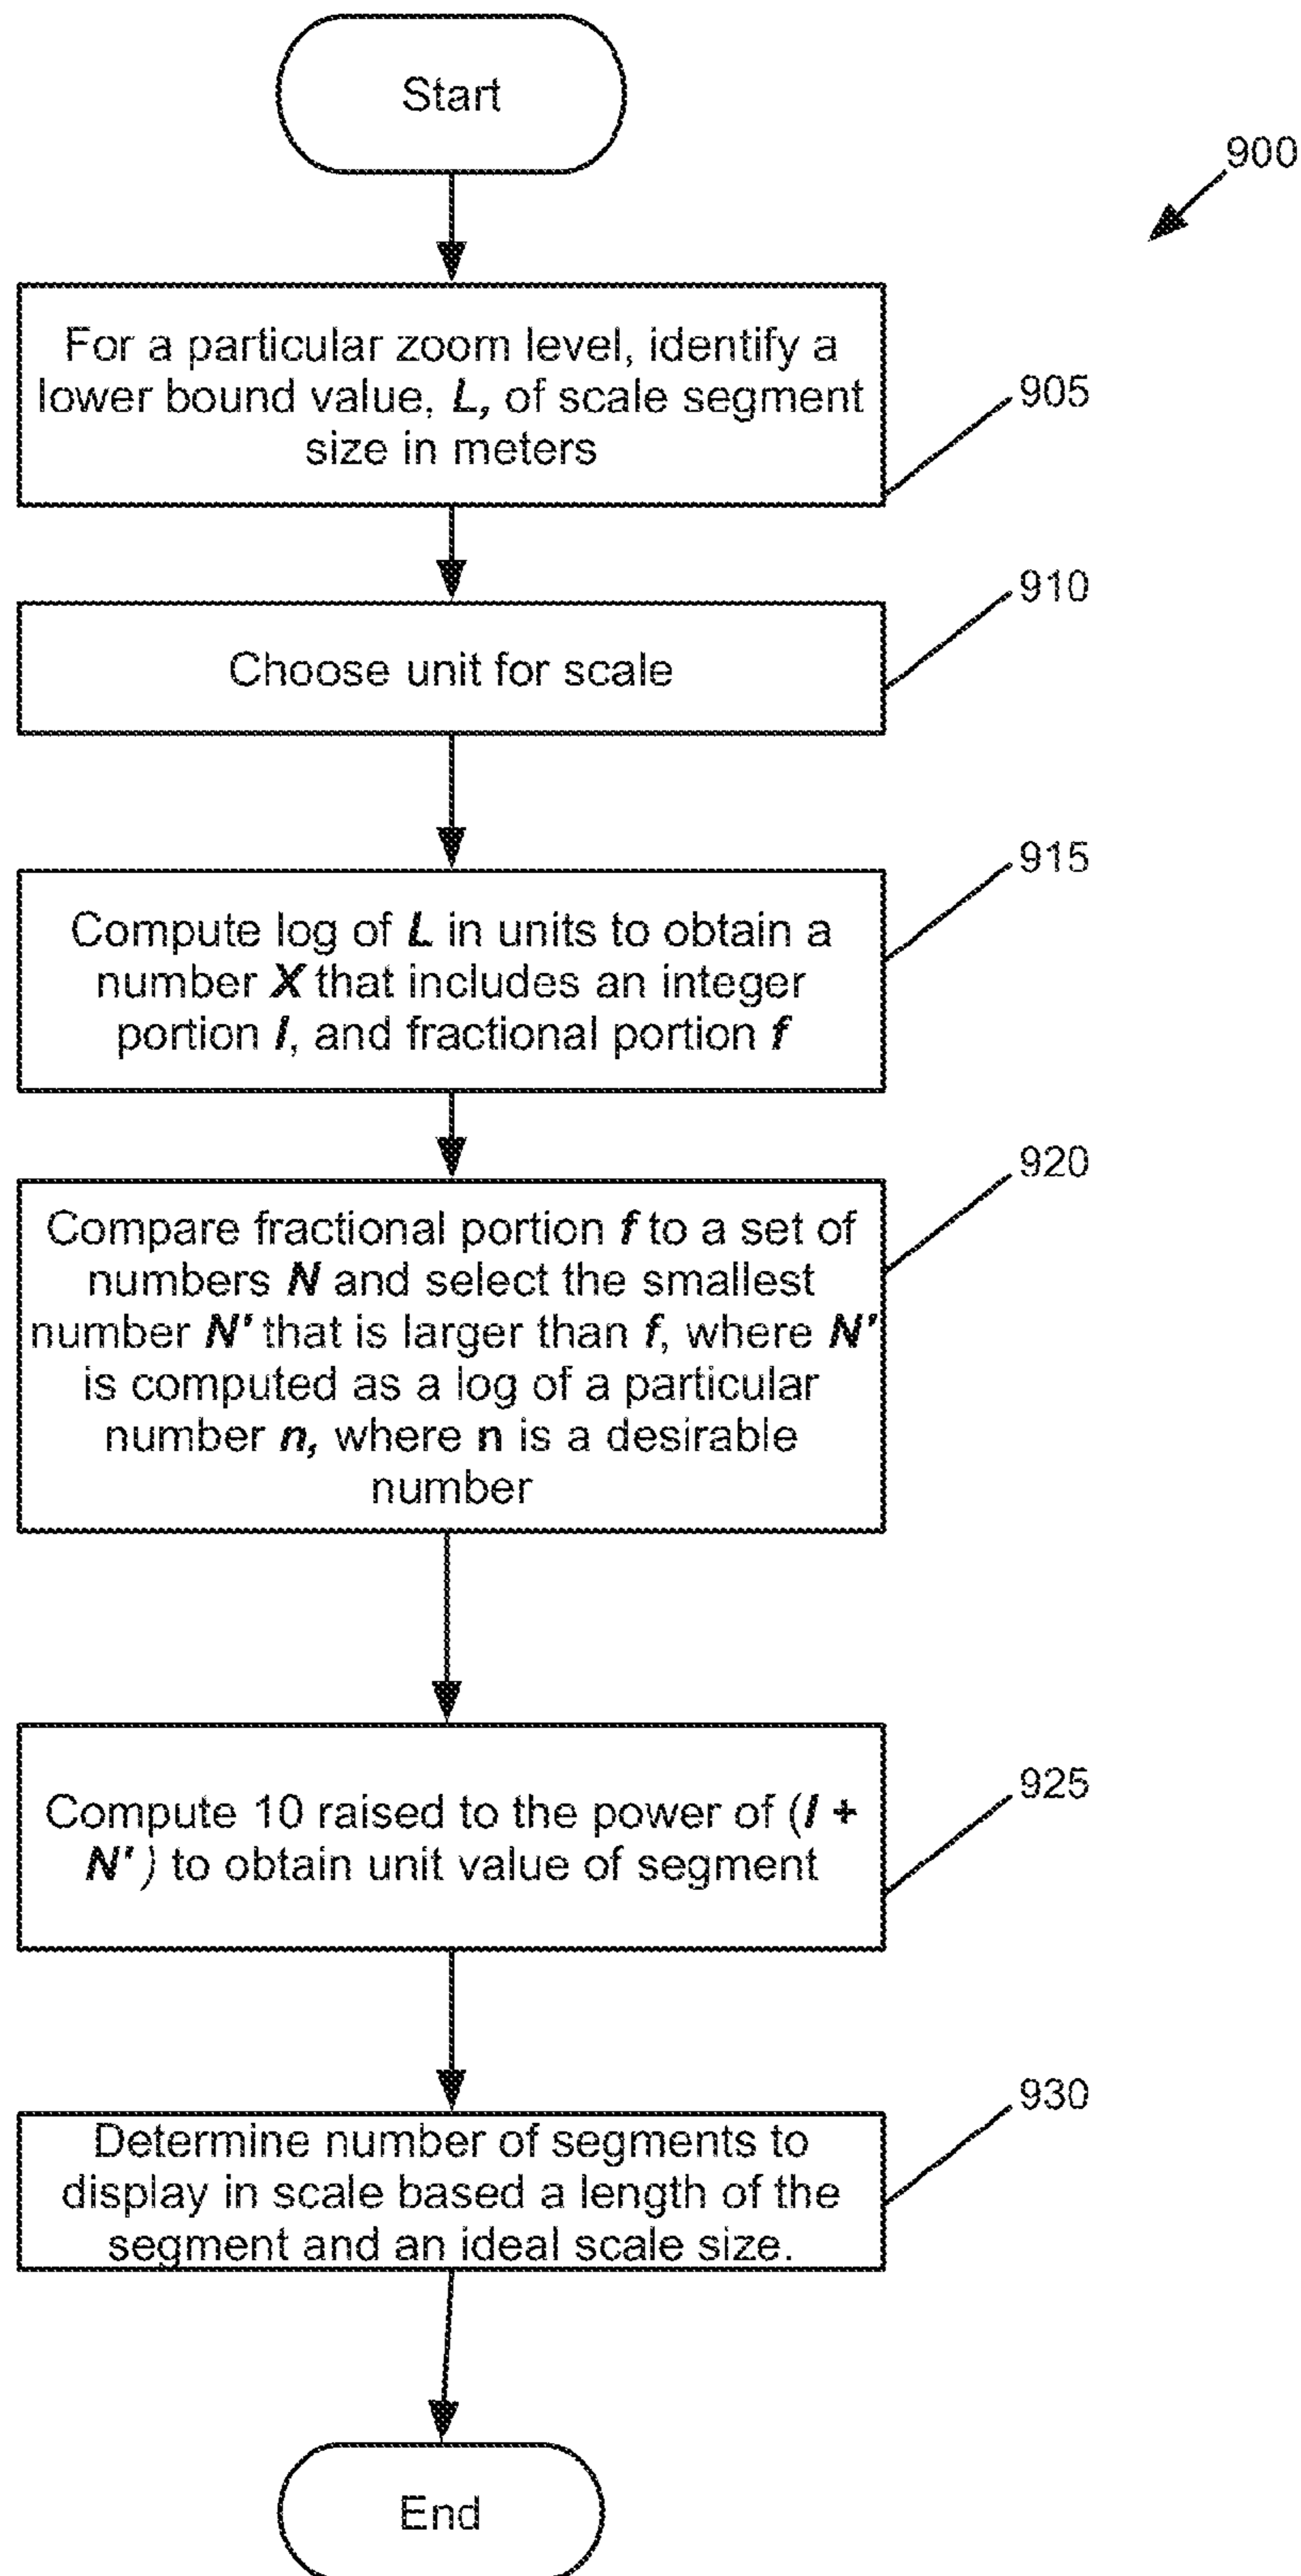 Start
900
For a particular zoom level, identify a
lower bound value, L, of scale segment
size in meters
905
910
Choose unit for scale
915
Compute log of L in units to obtain a
number X that includes an integer
portion I, and fractional portion f
920
Compare fractional portion f to a set of
numbers N and select the smallest
number N' that is larger than f, where N'
is computed as a log of a particular
number n, where n is a desirable
number
925
Compute 10 raised to the power of (I +
N' ) to obtain unit value of segment
930
Determine number of segments to
display in scale based a length of the
segment and an ideal scale size.
End